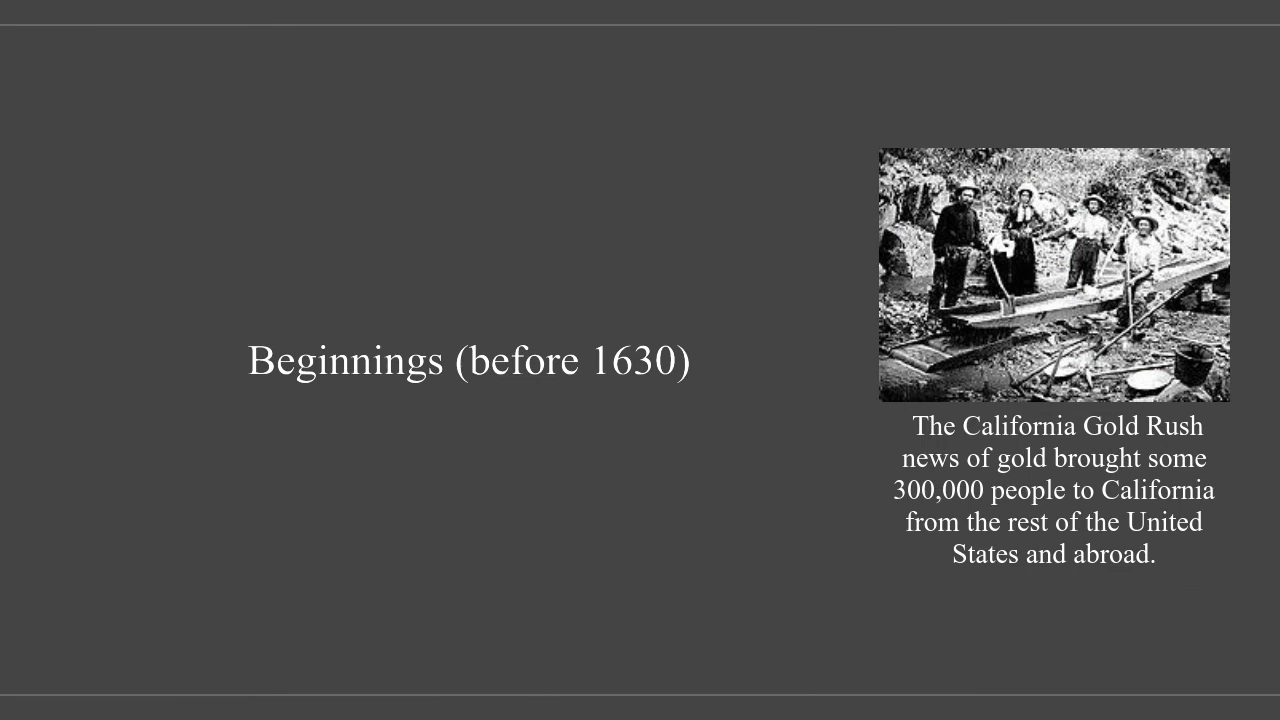 Beginnings (before 1630)
The California Gold Rush
news of gold brought some
300,000 people to California
from the rest of the United
States and abroad.